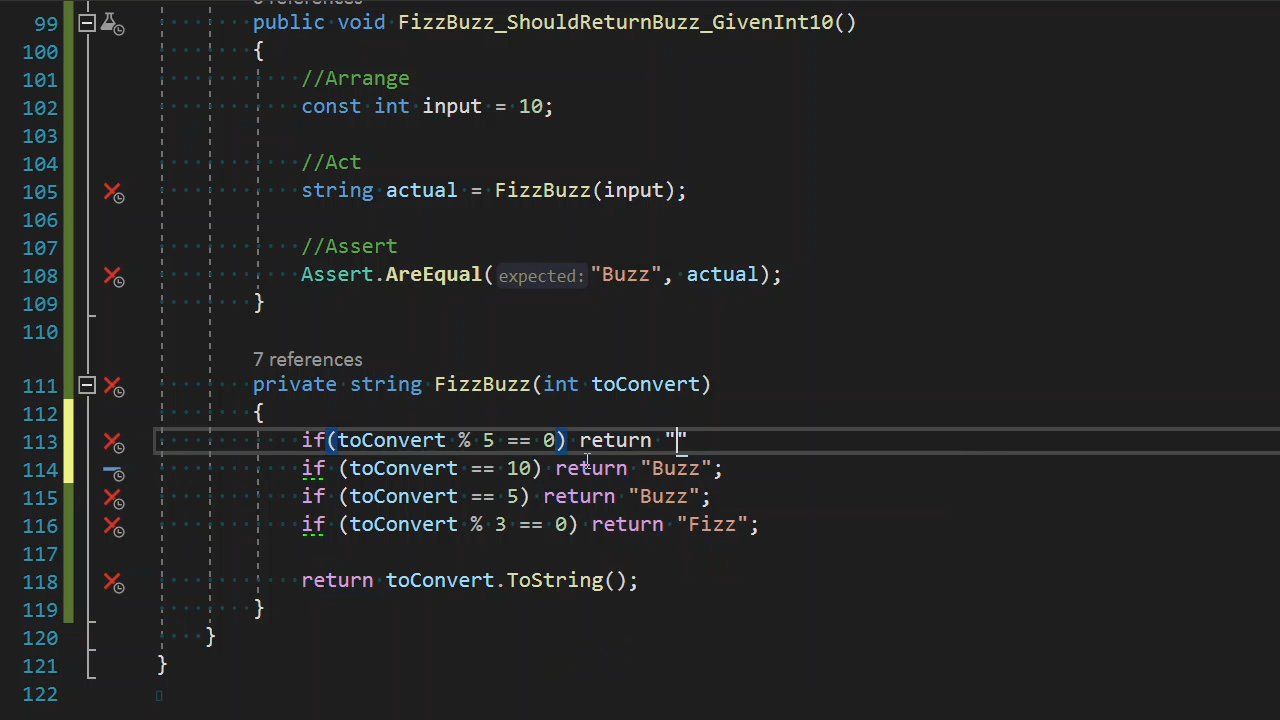 99 public void FizzBuzz_ShouldReturnBuzz_GivenInt10()
100 {
101 //Arrange
102 const int input = 10;
103
104 //Act
105 string actual = FizzBuzz(input);
106
107 //Assert
108 Assert.AreEqual(expected: "Buzz", actual);
109 }
110
7 references
111 private string FizzBuzz(int toConvert)
112 {
113 if(toConvert % 5 == 0) return ""
114 if (toConvert == 10) return "Buzz";
115 if (toConvert == 5) return "Buzz";
116 if (toConvert % 3 == 0) return "Fizz";
117
118 return toConvert.ToString();
119 }
120 }
121 }
122